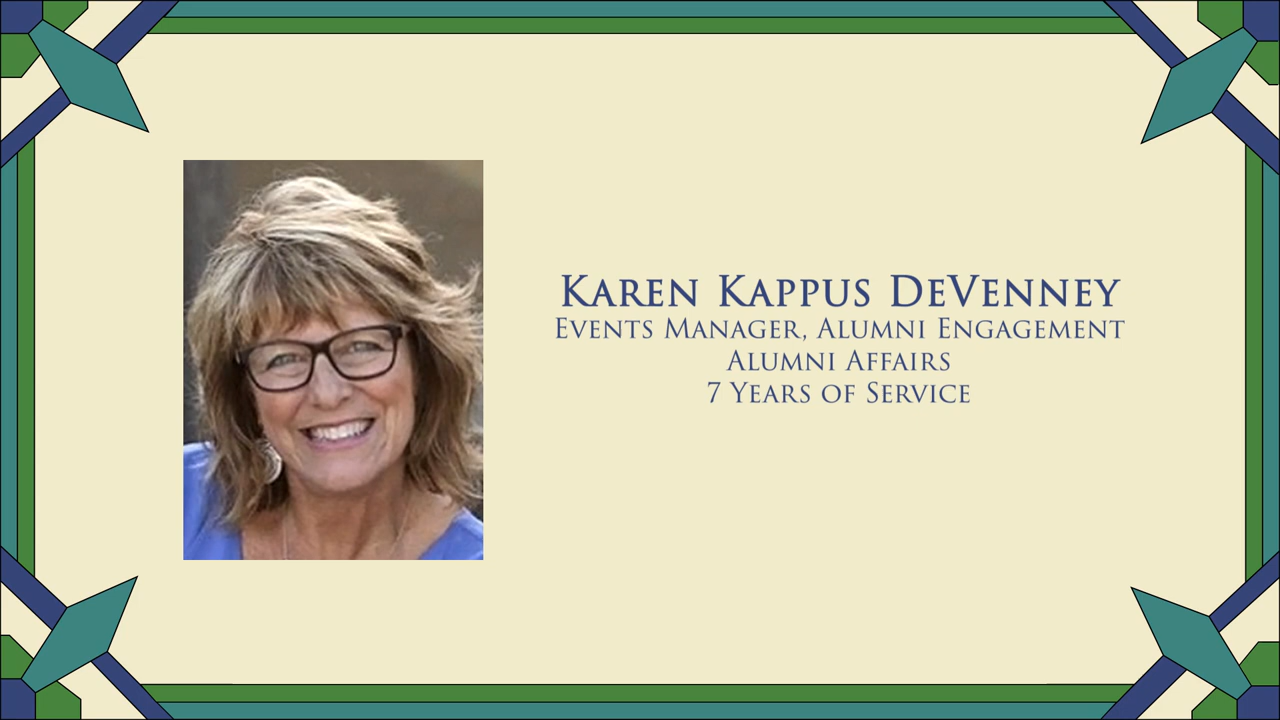 Karen Kappus DeVenney
Events Manager, Alumni Engagement
Alumni Affairs
7 Years of Service